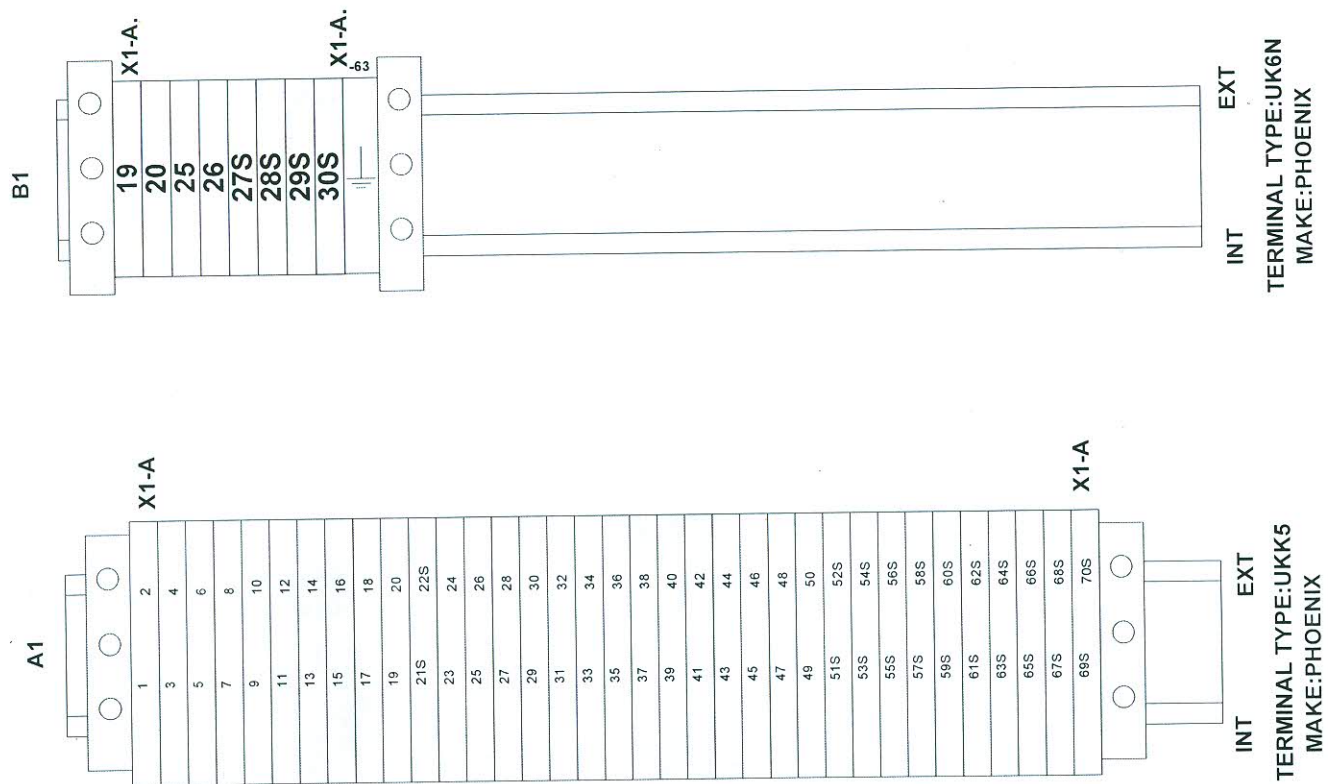 B1
X1-A.
19
20
25
26
27S
28S
29S
30S
X1-A.
-63
INT
EXT
TERMINAL TYPE:UK6N
MAKE:PHOENIX
A1
X1-A
1 2
3 4
5 6
7 8
9 10
11 12
13 14
15 16
17 18
19 20
21S 22S
23 24
25 26
27 28
29 30
31 32
33 34
35 36
37 38
39 40
41 42
43 44
45 46
47 48
49 50
51S 52S
53S 54S
55S 56S
57S 58S
59S 60S
61S 62S
63S 64S
65S 66S
67S 68S
69S 70S
X1-A
INT
EXT
TERMINAL TYPE:UKK5
MAKE:PHOENIX